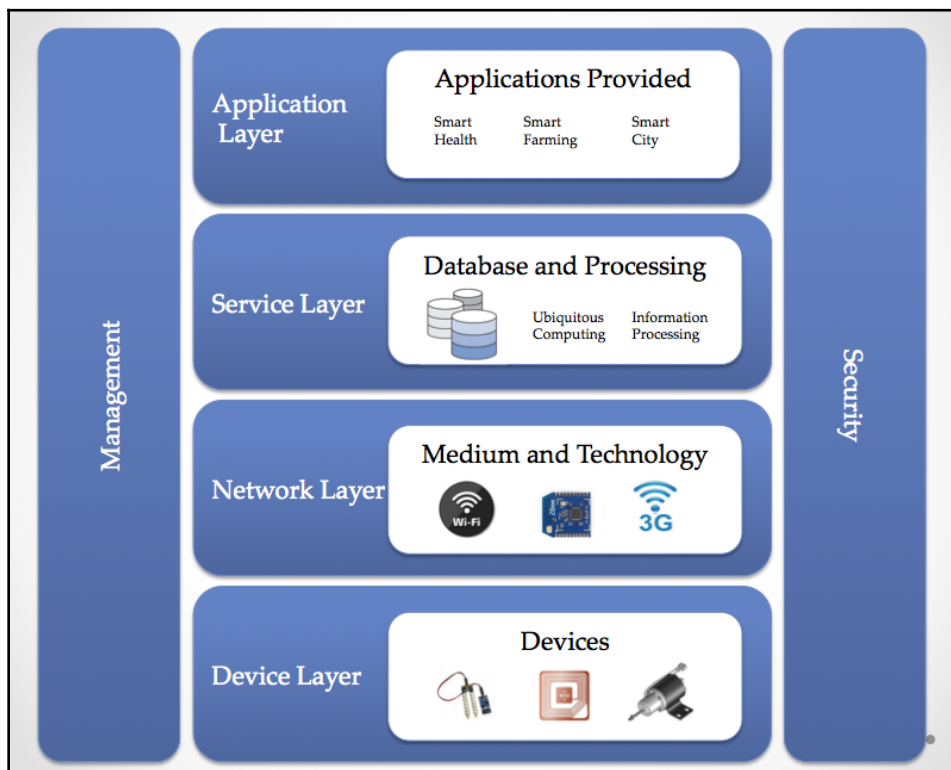 Management
Application
Layer
Applications Provided
Smart
Health
Smart
Farming
Smart
City
Service Layer
Database and Processing
Ubiquitous
Computing
Information
Processing
Network Layer
Medium and Technology
Wi-Fi
ZBee
3G
Device Layer
Devices
Security